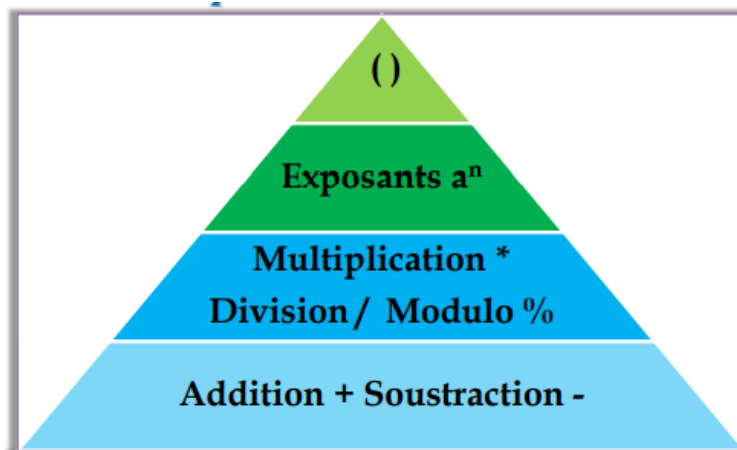 ( )
Exposants aⁿ
Multiplication *
Division / Modulo %
Addition + Soustraction -